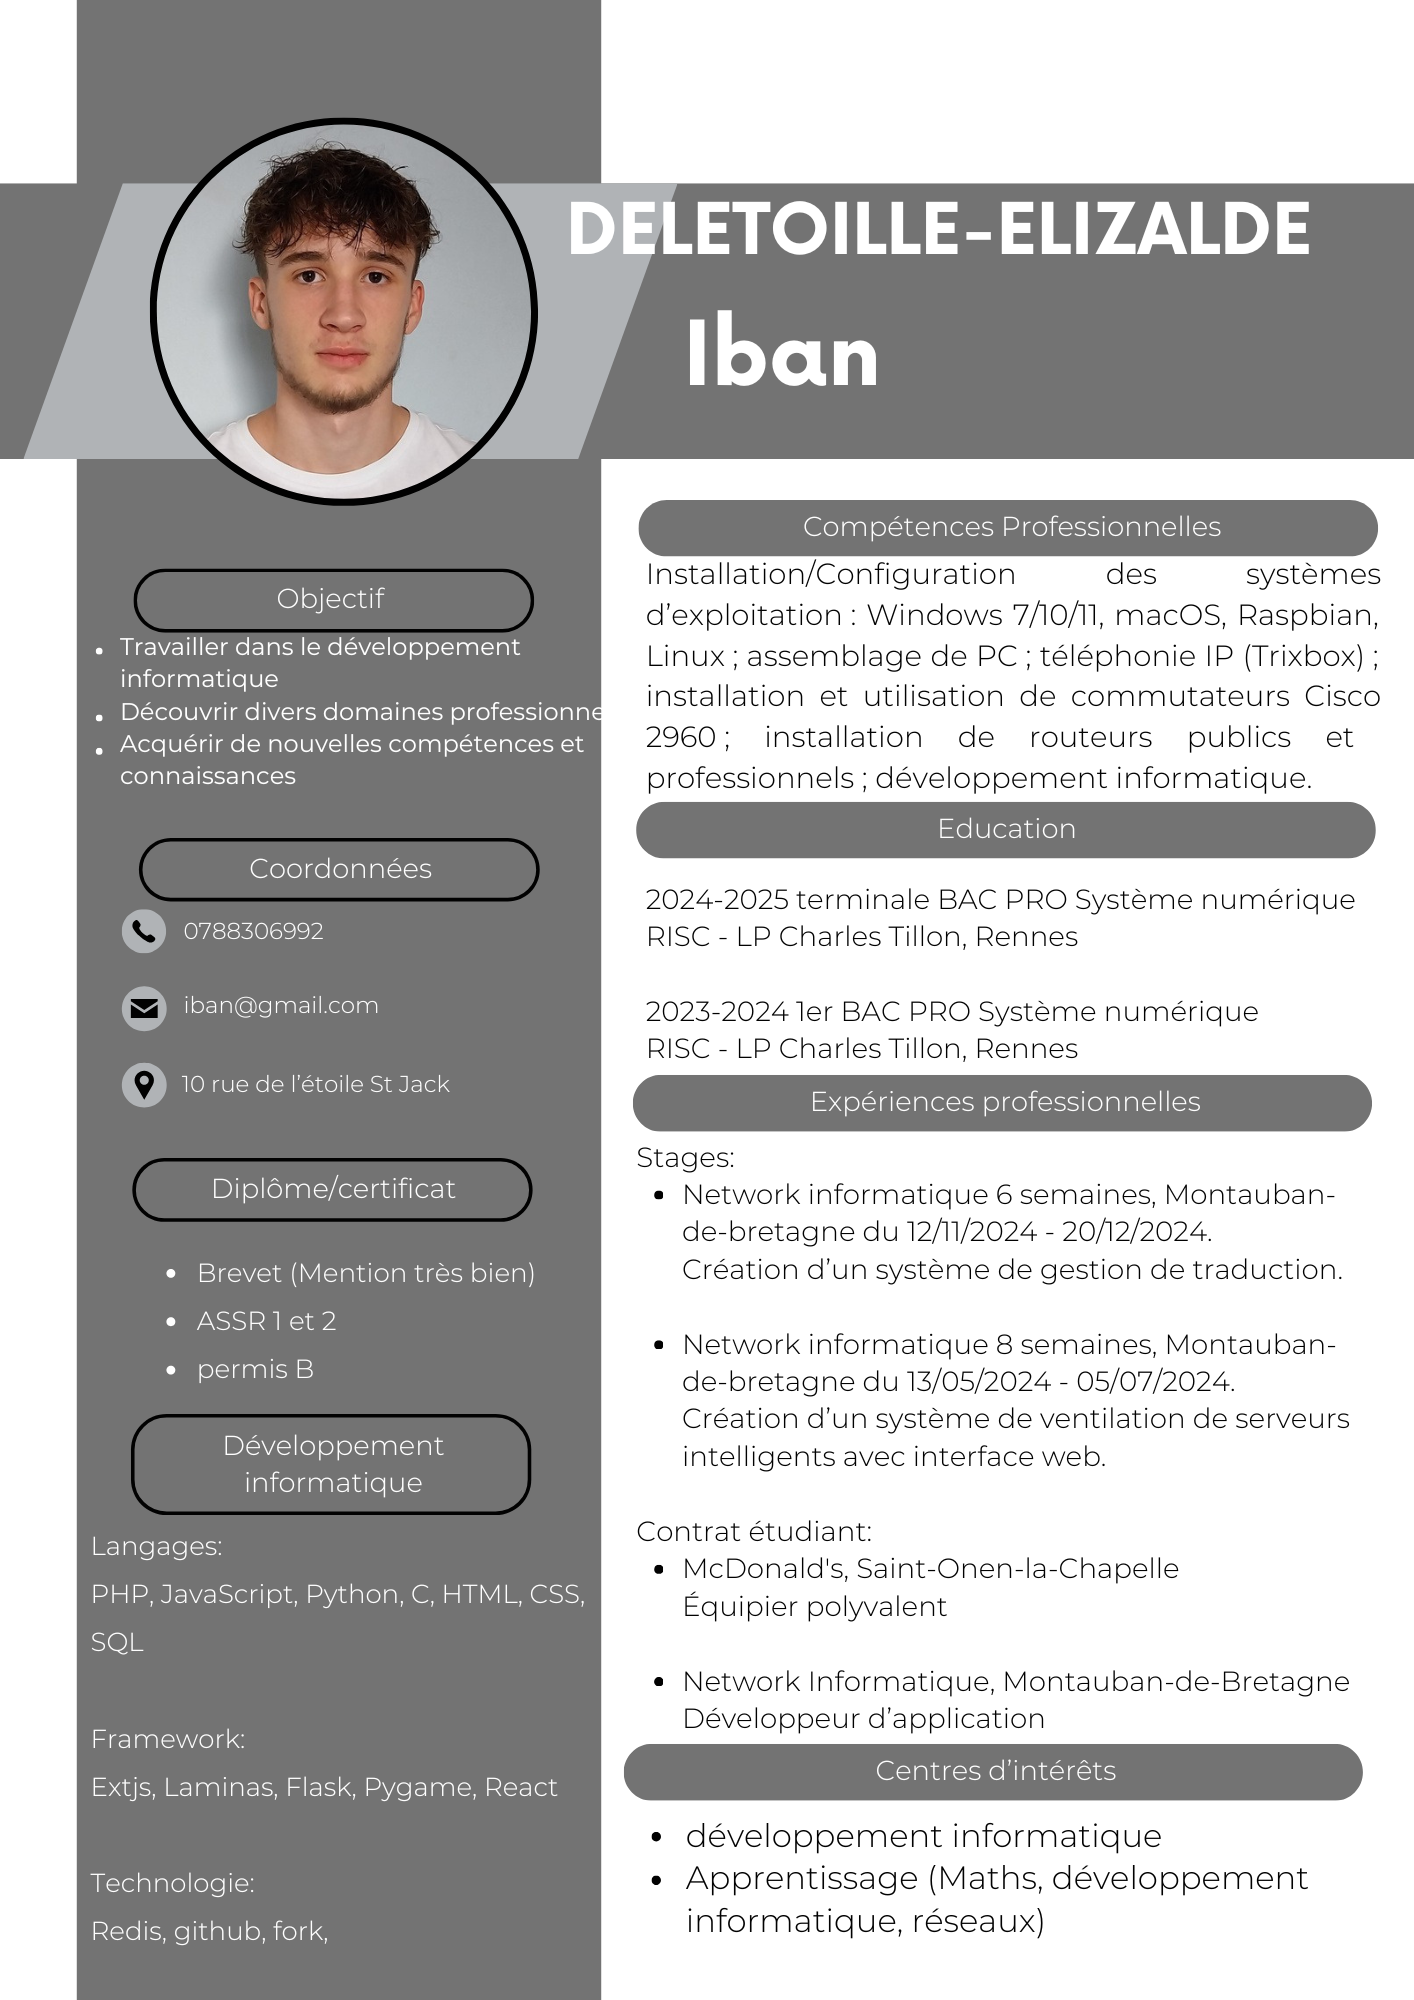 DELETOILLE-ELIZALDE
Iban
Objectif
Travailler dans le développement
informatique
Découvrir divers domaines professionne
Acquérir de nouvelles compétences et
connaissances
Coordonnées
0788306992
iban@gmail.com
10 rue de l’étoile St Jack
Diplôme/certificat
Brevet (Mention très bien)
ASSR 1 et 2
permis B
Développement
informatique
Langages:
PHP, JavaScript, Python, C, HTML, CSS,
SQL
Framework:
Extjs, Laminas, Flask, Pygame, React
Technologie:
Redis, github, fork,
Compétences Professionnelles
Installation/Configuration des systèmes
d’exploitation : Windows 7/10/11, macOS, Raspbian,
Linux ; assemblage de PC ; téléphonie IP (Trixbox) ;
installation et utilisation de commutateurs Cisco
2960 ; installation de routeurs publics et
professionnels ; développement informatique.
Education
2024-2025 terminale BAC PRO Système numérique
RISC - LP Charles Tillon, Rennes
2023-2024 1er BAC PRO Système numérique
RISC - LP Charles Tillon, Rennes
Expériences professionnelles
Stages:
Network informatique 6 semaines, Montauban-
de-bretagne du 12/11/2024 - 20/12/2024.
Création d’un système de gestion de traduction.
Network informatique 8 semaines, Montauban-
de-bretagne du 13/05/2024 - 05/07/2024.
Création d’un système de ventilation de serveurs
intelligents avec interface web.
Contrat étudiant:
McDonald's, Saint-Onen-la-Chapelle
Équipier polyvalent
Network Informatique, Montauban-de-Bretagne
Développeur d’application
Centres d’intérêts
développement informatique
Apprentissage (Maths, développement
informatique, réseaux)